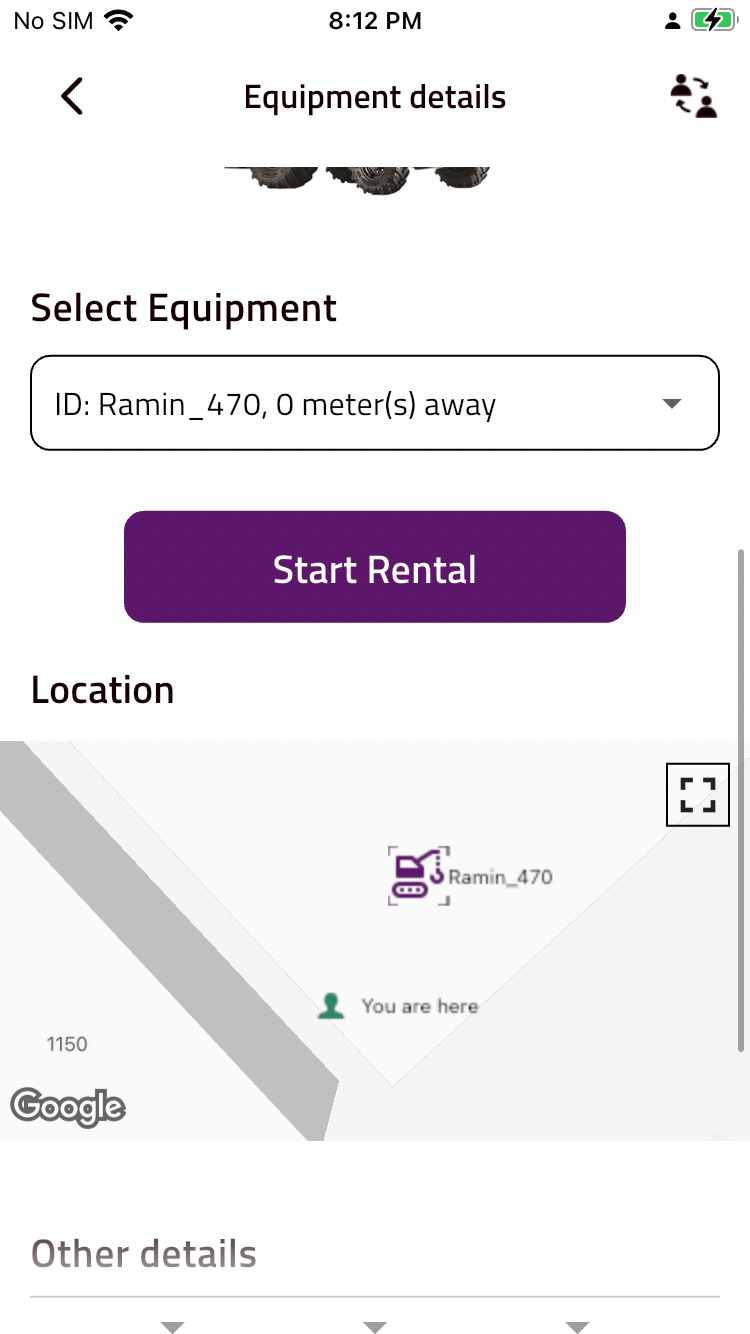 No SIM 8:12 PM
Equipment details
Select Equipment
ID: Ramin_470, 0 meter(s) away
Start Rental
Location
Ramin_470
You are here
1150
Google
Other details